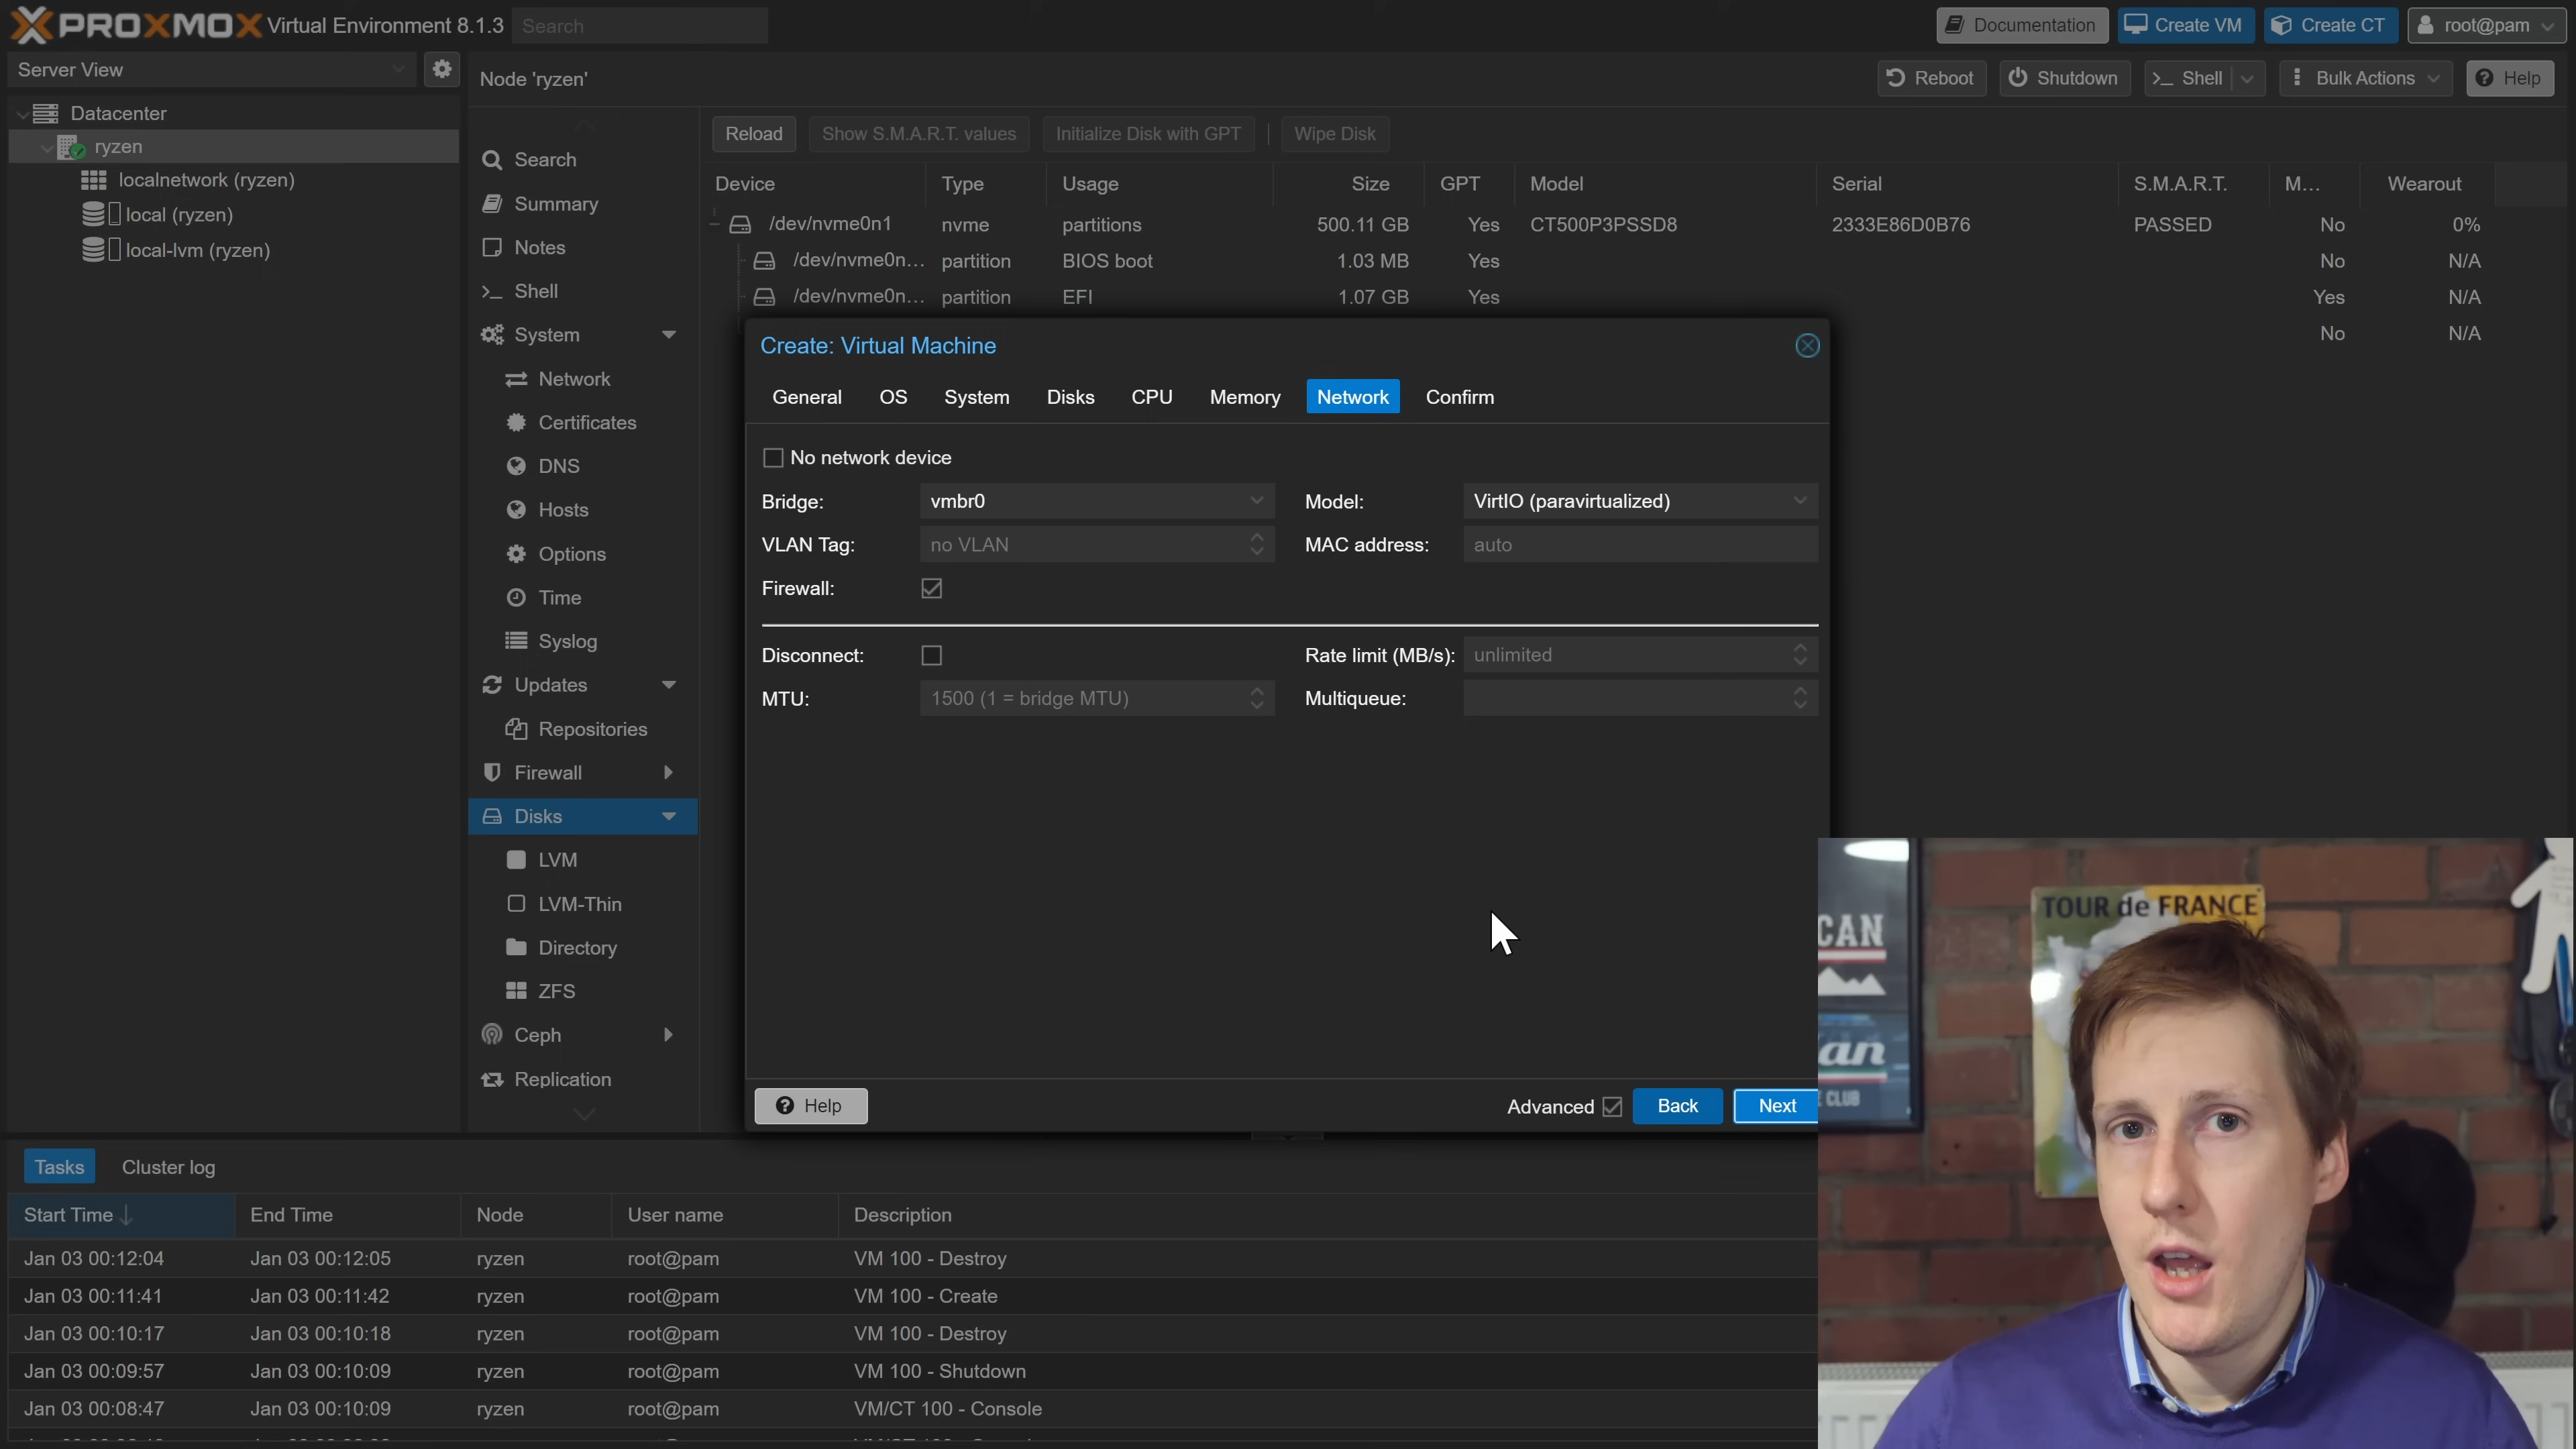 PROXMOX Virtual Environment 8.1.3 Search
Documentation Create VM Create CT root@pam
Server View
Node 'ryzen'
Reboot Shutdown Shell Bulk Actions Help
Datacenter
ryzen
localnetwork (ryzen)
local (ryzen)
local-lvm (ryzen)
Search
Summary
Notes
Shell
System
Network
Certificates
DNS
Hosts
Options
Time
Syslog
Updates
Repositories
Firewall
Disks
LVM
LVM-Thin
Directory
ZFS
Ceph
Replication
Reload Show S.M.A.R.T. values Initialize Disk with GPT Wipe Disk
Device Type Usage Size GPT Model Serial S.M.A.R.T. M... Wearout
/dev/nvme0n1 nvme partitions 500.11 GB Yes CT500P3PSSD8 2333E86D0B76 PASSED No 0%
/dev/nvme0n... partition BIOS boot 1.03 MB Yes No N/A
/dev/nvme0n... partition EFI 1.07 GB Yes Yes N/A
No N/A
Create: Virtual Machine
General OS System Disks CPU Memory Network Confirm
No network device
Bridge: vmbr0 Model: VirtIO (paravirtualized)
VLAN Tag: no VLAN MAC address: auto
Firewall:
Disconnect: Rate limit (MB/s): unlimited
MTU: 1500 (1 = bridge MTU) Multiqueue:
Help Advanced Back Next
Tasks Cluster log
Start Time End Time Node User name Description
Jan 03 00:12:04 Jan 03 00:12:05 ryzen root@pam VM 100 - Destroy
Jan 03 00:11:41 Jan 03 00:11:42 ryzen root@pam VM 100 - Create
Jan 03 00:10:17 Jan 03 00:10:18 ryzen root@pam VM 100 - Destroy
Jan 03 00:09:57 Jan 03 00:10:09 ryzen root@pam VM 100 - Shutdown
Jan 03 00:08:47 Jan 03 00:10:09 ryzen root@pam VM/CT 100 - Console
TOUR de FRANCE
CAN
an
E CLUB